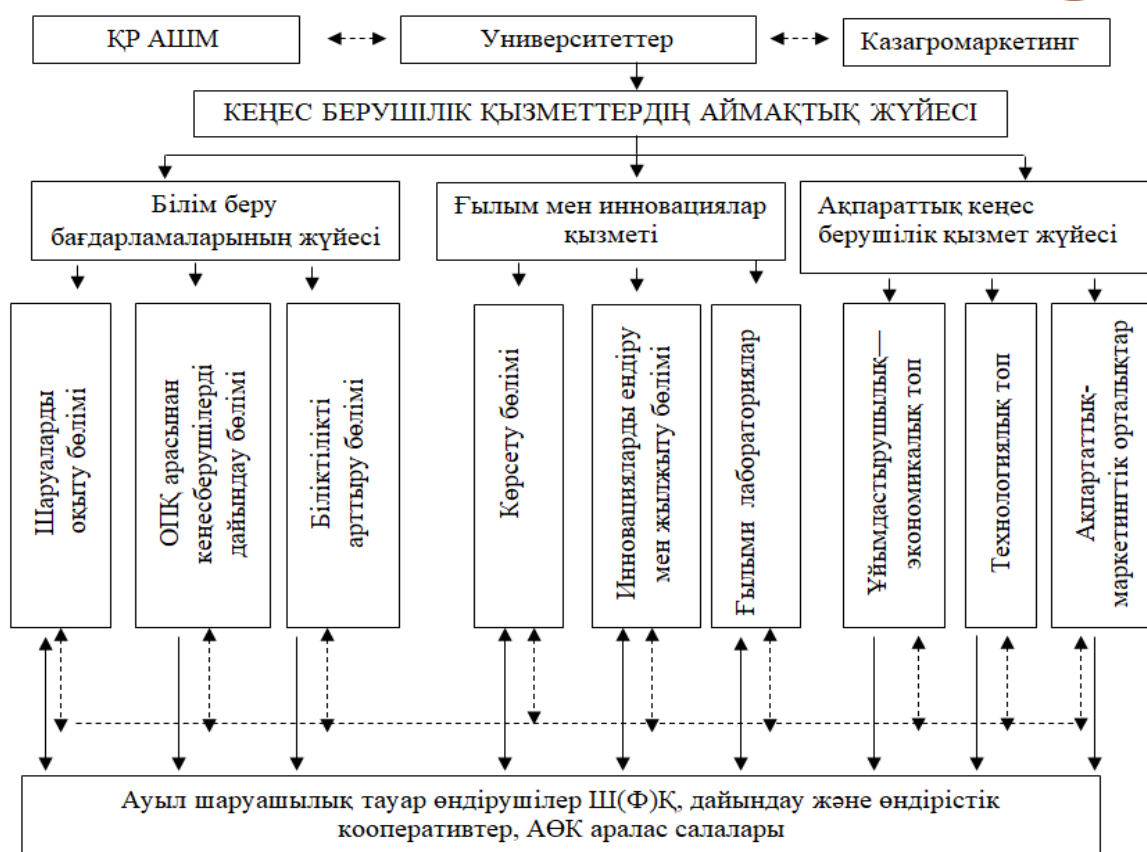 ҚР АШМ
Университеттер
Казагромаркетинг
КЕҢЕС БЕРУШІЛІК ҚЫЗМЕТТЕРДІҢ АЙМАҚТЫҚ ЖҮЙЕСІ
Білім беру
бағдарламаларының жүйесі
Ғылым мен инновациялар
қызметі
Ақпараттық кеңес
берушілік қызмет жүйесі
Шаруаларды
оқыту бөлімі
ОПҚ арасынан
кеңесберушілерді
дайындау бөлімі
Біліктілікті
арттыру бөлімі
Көрсету бөлімі
Инновацияларды ендіру
мен жылжыту бөлімі
Ғылыми лабораториялар
Ұйымдастырушылық—
экономикалық топ
Технологиялық топ
Ақпартаттық-
маркетингтік орталықтар
Ауыл шаруашылық тауар өндірушілер Ш(Ф)Қ, дайындау және өндірістік
кооперативтер, АӨК аралас салалары